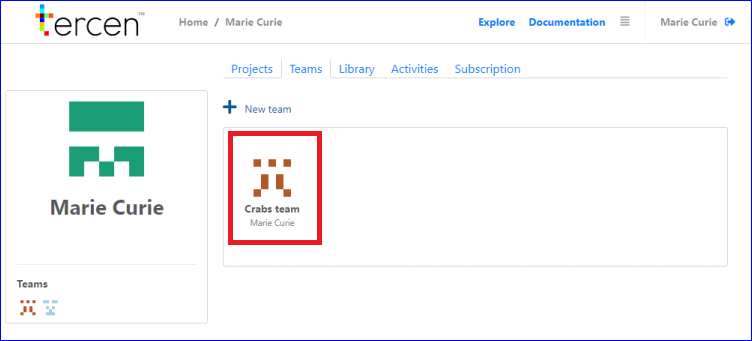 tercen™
Home / Marie Curie
Explore Documentation
Marie Curie
Projects Teams Library Activities Subscription
New team
Marie Curie
Crabs team
Marie Curie
Teams